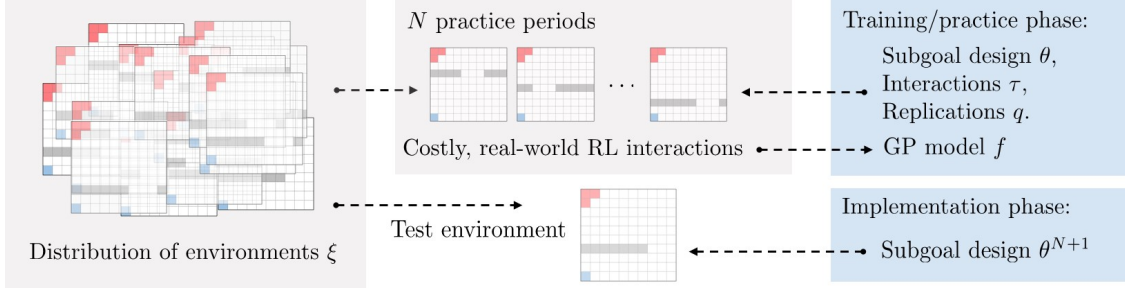 N practice periods
. . .
Costly, real-world RL interactions
Distribution of environments ξ
Test environment
Training/practice phase:
Subgoal design θ,
Interactions τ,
Replications q.
GP model f
Implementation phase:
Subgoal design θᴺ⁺¹